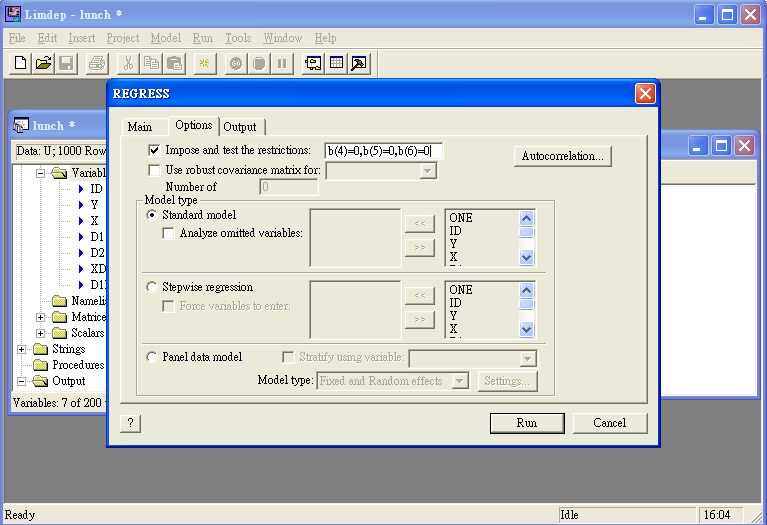 Limdep - lunch *
File Edit Insert Project Model Run Tools Window Help
GO
lunch *
Data: U; 1000 Row
Variabl
ID
Y
X
D1
D2
XD
D1
Nameli
Matrice
Scalars
Strings
Procedures
Output
Variables: 7 of 200
REGRESS
Main Options Output
Impose and test the restrictions: b(4)=0,b(5)=0,b(6)=0
Autocorrelation...
Use robust covariance matrix for:
Number of 0
Model type
Standard model
Analyze omitted variables:
<<
>>
ONE
ID
Y
X
Stepwise regression
Force variables to enter:
<<
>>
ONE
ID
Y
X
Panel data model Stratify using variable:
Model type: Fixed and Random effects Settings...
? Run Cancel
Ready Idle 16:04